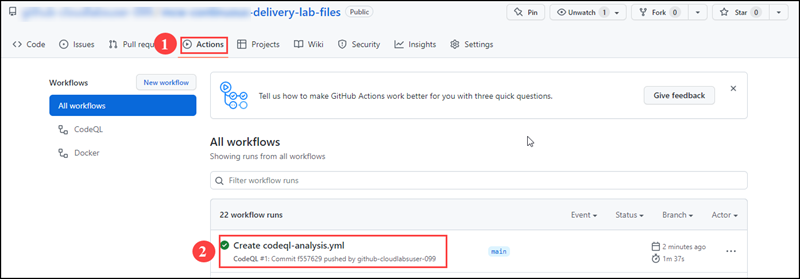 -delivery-lab-files Public
Pin Unwatch 1 Fork 0 Star 0
Code Issues Pull requ Actions Projects Wiki Security Insights Settings
1
Workflows New workflow
All workflows
CodeQL
Docker
Tell us how to make GitHub Actions work better for you with three quick questions. Give feedback
All workflows
Showing runs from all workflows
Filter workflow runs
22 workflow runs Event Status Branch Actor
2
Create codeql-analysis.yml main 2 minutes ago
CodeQL #1: Commit f557629 pushed by github-cloudlabsuser-099 1m 37s